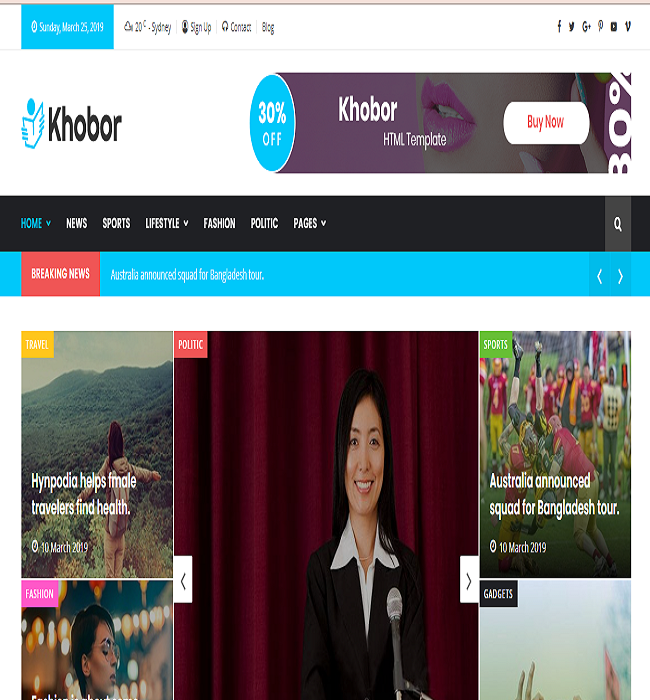 Sunday, March 25, 2019
20 C - Sydney
Sign Up
Contact
Blog
Khobor
30%
OFF
Khobor
HTML Template
Buy Now
30%
HOME
NEWS
SPORTS
LIFESTYLE
FASHION
POLITIC
PAGES
BREAKING NEWS
Australia announced squad for Bangladesh tour.
TRAVEL
Hynpodia helps fmale
travelers find health.
10 March 2019
POLITIC
SPORTS
Australia announced
squad for Bangladesh tour.
10 March 2019
FASHION
GADGETS